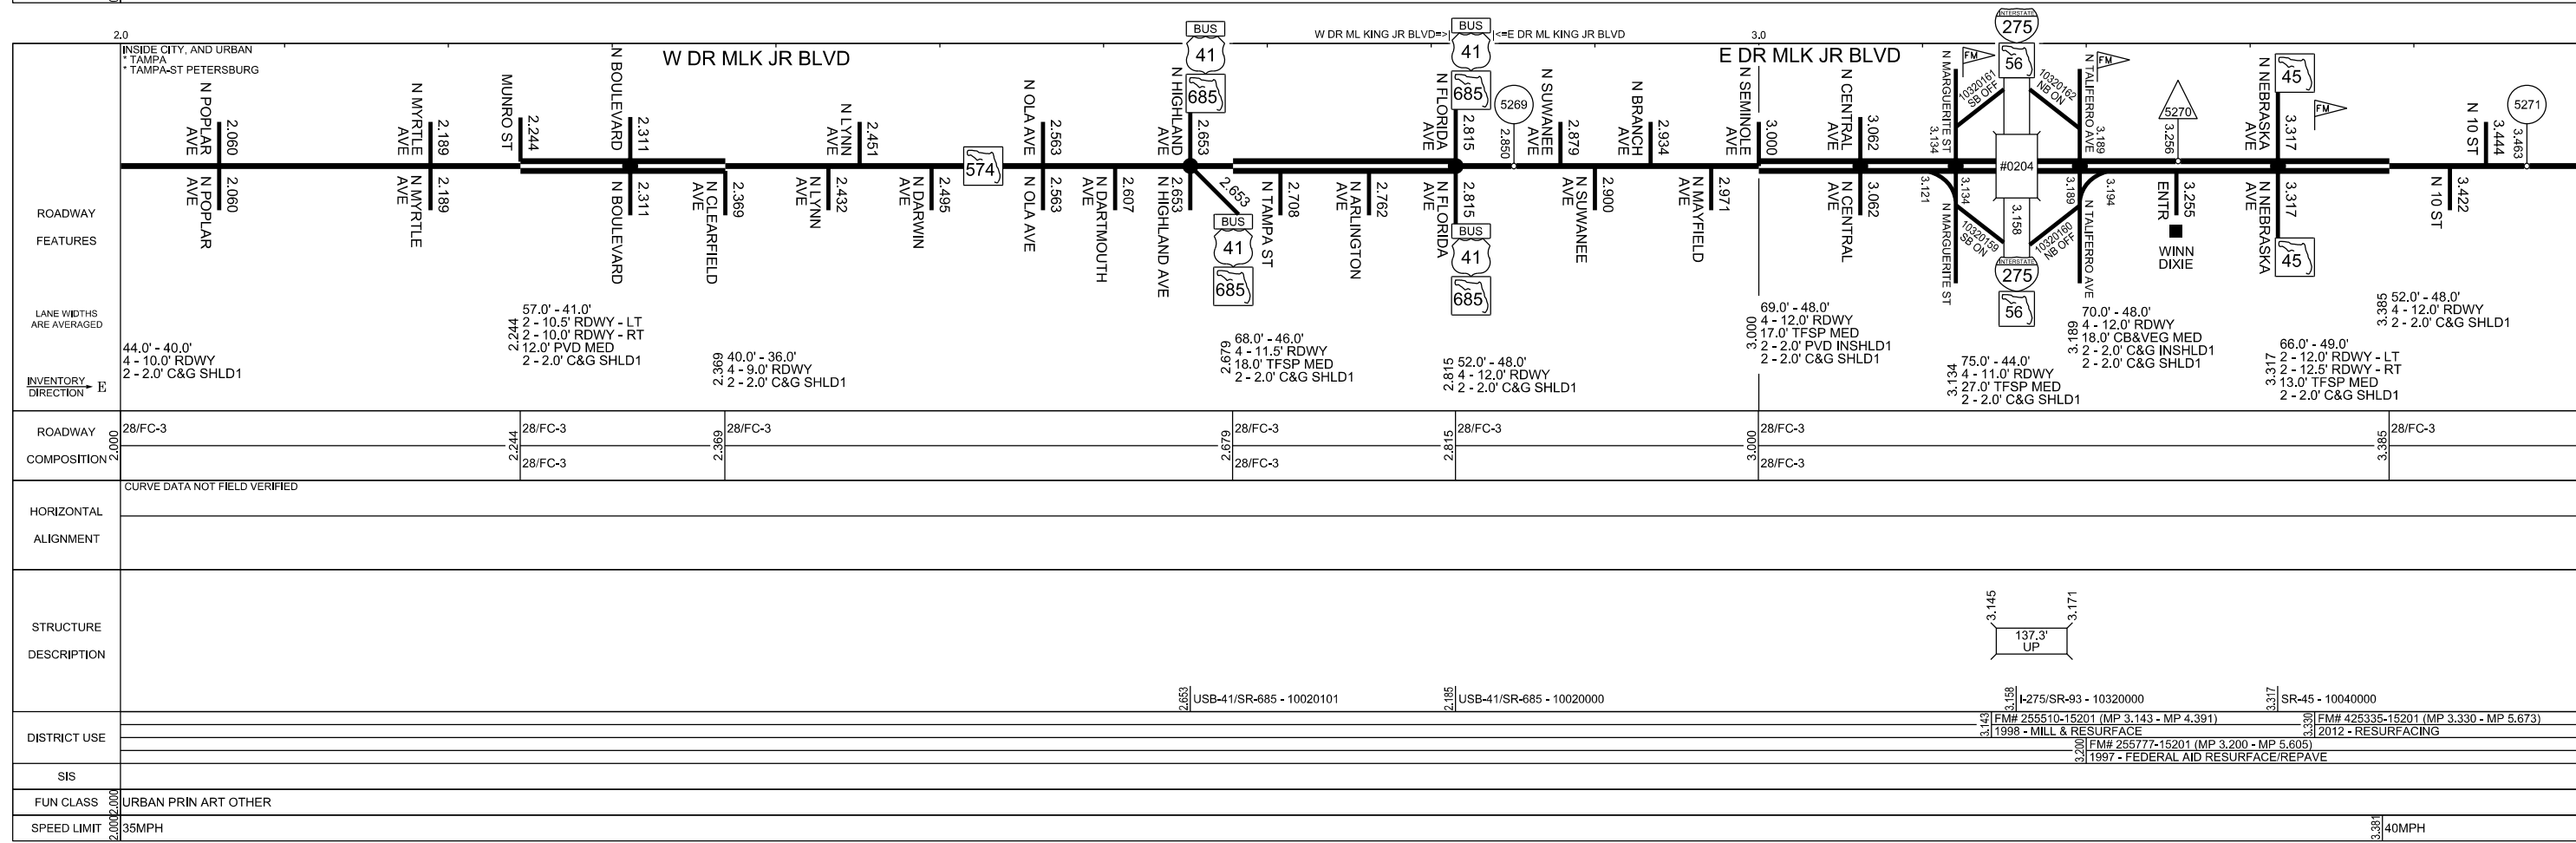 2.0
3.0
BUS
41
685
W DR ML KING JR BLVD=>
BUS
41
685
<=E DR ML KING JR BLVD
INTERSTATE
275
56
INSIDE CITY, AND URBAN
* TAMPA
* TAMPA-ST PETERSBURG
W DR MLK JR BLVD
E DR MLK JR BLVD
N POPLAR AVE
2.060
N MYRTLE AVE
2.189
MUNRO ST
2.244
N BOULEVARD
2.311
N LYNN AVE
2.451
574
N OLA AVE
2.563
N HIGHLAND AVE
2.653
N FLORIDA AVE
2.815
5269
2.850
N SUWANEE AVE
2.879
N BRANCH AVE
2.934
N SEMINOLE AVE
3.000
N CENTRAL AVE
3.062
N MARGUERITE ST
3.134
FM
10320161
SB OFF
10320162
NB ON
FM
N TALIFERRO AVE
3.189
5270
3.256
N NEBRASKA AVE
3.317
45
FM
N 10 ST
3.444
5271
3.463
#0204
ROADWAY
FEATURES
N POPLAR AVE
2.060
N MYRTLE AVE
2.189
N BOULEVARD
2.311
N CLEARFIELD AVE
2.369
N LYNN AVE
2.432
N DARWIN AVE
2.495
N OLA AVE
2.563
N DARTMOUTH AVE
2.607
N HIGHLAND AVE
2.653
2.653
BUS
41
685
N TAMPA ST
2.708
N ARLINGTON AVE
2.762
N FLORIDA AVE
2.815
BUS
41
685
N SUWANEE AVE
2.900
N MAYFIELD AVE
2.971
N CENTRAL AVE
3.062
3.121
3.134
N MARGUERITE ST
10320159
SB ON
3.158
10320160
NB OFF
INTERSTATE
275
56
3.189
3.194
N TALIFERRO AVE
ENTR
3.255
WINN
DIXIE
N NEBRASKA AVE
3.317
45
N 10 ST
3.422
LANE WIDTHS
ARE AVERAGED
INVENTORY
DIRECTION E
44.0' - 40.0'
4 - 10.0' RDWY
2 - 2.0' C&G SHLD1
2.244
57.0' - 41.0'
2 - 10.5' RDWY - LT
2 - 10.0' RDWY - RT
12.0' PVD MED
2 - 2.0' C&G SHLD1
2.369
40.0' - 36.0'
4 - 9.0' RDWY
2 - 2.0' C&G SHLD1
2.679
68.0' - 46.0'
4 - 11.5' RDWY
18.0' TFSP MED
2 - 2.0' C&G SHLD1
2.815
52.0' - 48.0'
4 - 12.0' RDWY
2 - 2.0' C&G SHLD1
3.000
69.0' - 48.0'
4 - 12.0' RDWY
17.0' TFSP MED
2 - 2.0' PVD INSHLD1
2 - 2.0' C&G SHLD1
3.134
75.0' - 44.0'
4 - 11.0' RDWY
27.0' TFSP MED
2 - 2.0' C&G SHLD1
3.189
70.0' - 48.0'
4 - 12.0' RDWY
18.0' CB&VEG MED
2 - 2.0' C&G INSHLD1
2 - 2.0' C&G SHLD1
3.317
66.0' - 49.0'
2 - 12.0' RDWY - LT
2 - 12.5' RDWY - RT
13.0' TFSP MED
2 - 2.0' C&G SHLD1
3.385
52.0' - 48.0'
4 - 12.0' RDWY
2 - 2.0' C&G SHLD1
ROADWAY
COMPOSITION
2.000
28/FC-3
2.244
28/FC-3
28/FC-3
2.369
28/FC-3
2.679
28/FC-3
28/FC-3
2.815
28/FC-3
3.000
28/FC-3
28/FC-3
3.385
28/FC-3
HORIZONTAL
ALIGNMENT
CURVE DATA NOT FIELD VERIFIED
STRUCTURE
DESCRIPTION
3.145
3.171
137.3'
UP
2.653
USB-41/SR-685 - 10020101
2.185
USB-41/SR-685 - 10020000
3.158
I-275/SR-93 - 10320000
3.317
SR-45 - 10040000
DISTRICT USE
3.143
FM# 255510-15201 (MP 3.143 - MP 4.391)
1998 - MILL & RESURFACE
3.330
FM# 425335-15201 (MP 3.330 - MP 5.673)
2012 - RESURFACING
3.200
FM# 255777-15201 (MP 3.200 - MP 5.605)
1997 - FEDERAL AID RESURFACE/REPAVE
SIS
FUN CLASS
2.000
URBAN PRIN ART OTHER
SPEED LIMIT
2.000
35MPH
3.381
40MPH